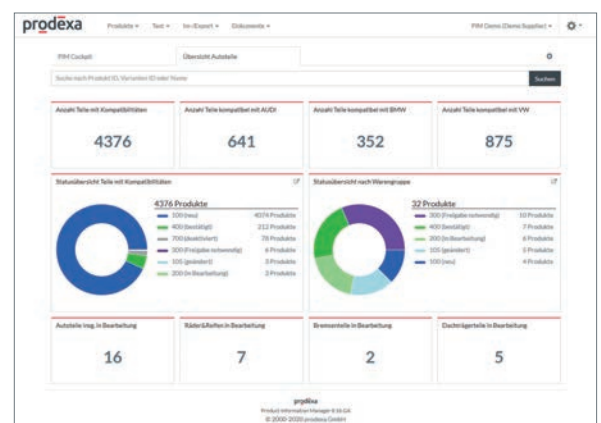 prodexa Produkte Text Im-/Export Dokumente PIM Demo (Demo Supplier)
PIM Cockpit Übersicht Autoteile
Suche nach Produkt ID, Varianten ID oder Name Suchen
Anzahl Teile mit Kompatibilitäten Anzahl Teile kompatibel mit AUDI Anzahl Teile kompatibel mit BMW Anzahl Teile kompatibel mit VW
4376 641 352 875
Statusübersicht Teile mit Kompatibilitäten Statusübersicht nach Warengruppe
4376 Produkte
100 (neu) 4074 Produkte
400 (bestätigt) 212 Produkte
700 (deaktiviert) 78 Produkte
300 (Freigabe notwendig) 6 Produkte
105 (geändert) 3 Produkte
200 (in Bearbeitung) 3 Produkte
32 Produkte
300 (Freigabe notwendig) 10 Produkte
400 (bestätigt) 7 Produkte
200 (in Bearbeitung) 6 Produkte
105 (geändert) 5 Produkte
100 (neu) 4 Produkte
Autoteile insg. in Bearbeitung Räder&Reifen in Bearbeitung Bremsenteile in Bearbeitung Dachträgerteile in Bearbeitung
16 7 2 5
prodexa
Product Information Manager 8.16 GA
© 2000-2020 prodexa GmbH